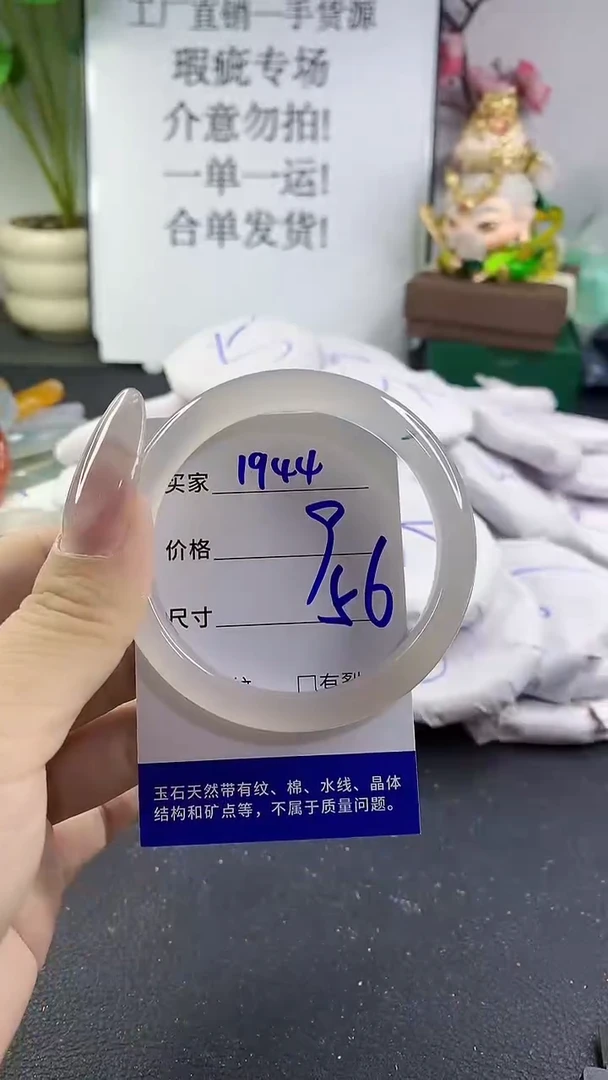 工厂直销一手货源
瑕疵专场
介意勿拍!
一单一运!
合单发货!
买家 1944
价格
尺寸 56
口有裂
玉石天然带有纹、棉、水线、晶体
结构和矿点等，不属于质量问题。